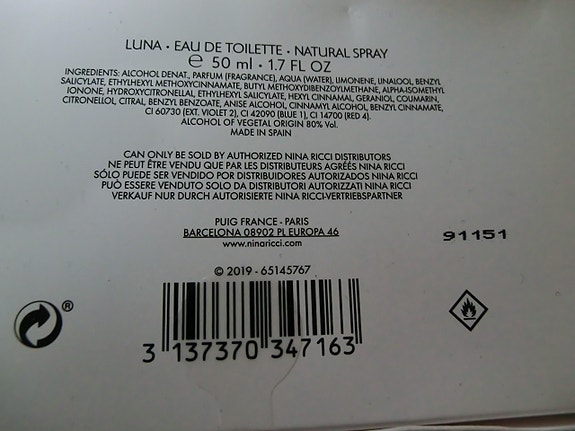 LUNA • EAU DE TOILETTE • NATURAL SPRAY
℮ 50 ml • 1.7 FL OZ
INGREDIENTS: ALCOHOL DENAT., PARFUM (FRAGRANCE), AQUA (WATER), LIMONENE, LINALOOL, BENZYL
SALICYLATE, ETHYLHEXYL METHOXYCINNAMATE, BUTYL METHOXYDIBENZOYLMETHANE, ALPHA-ISOMETHYL
IONONE, HYDROXYCITRONELLAL, ETHYLHEXYL SALICYLATE, HEXYL CINNAMAL, GERANIOL, COUMARIN,
CITRONELLOL, CITRAL, BENZYL BENZOATE, ANISE ALCOHOL, CINNAMYL ALCOHOL, BENZYL CINNAMATE,
CI 60730 (EXT. VIOLET 2), CI 42090 (BLUE 1), CI 14700 (RED 4).
ALCOHOL OF VEGETAL ORIGIN 80% Vol.
MADE IN SPAIN
CAN ONLY BE SOLD BY AUTHORIZED NINA RICCI DISTRIBUTORS
NE PEUT ÊTRE VENDU QUE PAR LES DISTRIBUTEURS AGRÉÉS NINA RICCI
SÓLO PUEDE SER VENDIDO POR DISTRIBUIDORES AUTORIZADOS NINA RICCI
PUÒ ESSERE VENDUTO SOLO DA DISTRIBUTORI AUTORIZZATI NINA RICCI
VERKAUF NUR DURCH AUTORISIERTE NINA RICCI-VERTRIEBSPARTNER
PUIG FRANCE - PARIS
BARCELONA 08902 PL EUROPA 46
www.ninaricci.com
91151
© 2019 - 65145767
®
3 137370 347163